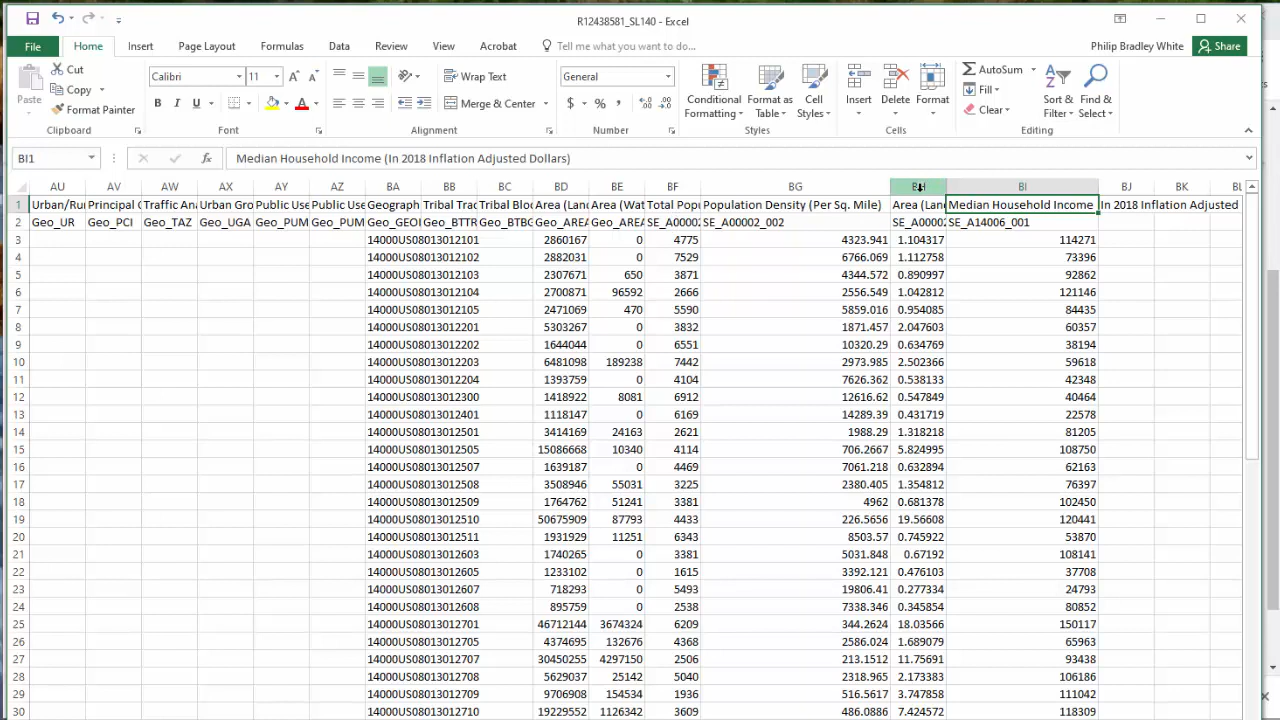 R12438581_SL140 - Excel
File Home Insert Page Layout Formulas Data Review View Acrobat Tell me what you want to do... Philip Bradley White Share
Paste Cut Copy Format Painter Clipboard
Calibri 11 B I U A Font
Wrap Text Merge & Center Alignment
General $ % , Number
Conditional Formatting Format as Table Cell Styles Styles
Insert Delete Format Cells
AutoSum Fill Clear Sort & Filter Find & Select Editing
BI1 fx Median Household Income (In 2018 Inflation Adjusted Dollars)
AU AV AW AX AY AZ BA BB BC BD BE BF BG BH BI BJ BK BL
1 Urban/Ru Principal C Traffic Ana Urban Gro Public Use Public Use Geograph Tribal Trac Tribal Bloc Area (Land Area (Wat Total Popu Population Density (Per Sq. Mile) Area (Lan Median Household Income In 2018 Inflation Adjusted
2 Geo_UR Geo_PCI Geo_TAZ Geo_UGA Geo_PUM Geo_PUM Geo_GEOI Geo_BTTR Geo_BTBC Geo_AREA Geo_AREA SE_A0000 SE_A00002_002 SE_A00002 SE_A14006_001
3 14000US08013012101 2860167 0 4775 4323.941 1.104317 114271
4 14000US08013012102 2882031 0 7529 6766.069 1.112758 73396
5 14000US08013012103 2307671 650 3871 4344.572 0.890997 92862
6 14000US08013012104 2700871 96592 2666 2556.549 1.042812 121146
7 14000US08013012105 2471069 470 5590 5859.016 0.954085 84435
8 14000US08013012201 5303267 0 3832 1871.457 2.047603 60357
9 14000US08013012202 1644044 0 6551 10320.29 0.634769 38194
10 14000US08013012203 6481098 189238 7442 2973.985 2.502366 59618
11 14000US08013012204 1393759 0 4104 7626.362 0.538133 42348
12 14000US08013012300 1418922 8081 6912 12616.62 0.547849 40464
13 14000US08013012401 1118147 0 6169 14289.39 0.431719 22578
14 14000US08013012501 3414169 24163 2621 1988.29 1.318218 81205
15 14000US08013012505 15086668 10340 4114 706.2667 5.824995 108750
16 14000US08013012507 1639187 0 4469 7061.218 0.632894 62163
17 14000US08013012508 3508946 55031 3225 2380.405 1.354812 76397
18 14000US08013012509 1764762 51241 3381 4962 0.681378 102450
19 14000US08013012510 50675909 87793 4433 226.5656 19.56608 120441
20 14000US08013012511 1931929 11251 6343 8503.57 0.745922 53870
21 14000US08013012603 1740265 0 3381 5031.848 0.67192 108141
22 14000US08013012605 1233102 0 1615 3392.121 0.476103 37708
23 14000US08013012607 718293 0 5493 19806.41 0.277334 24793
24 14000US08013012608 895759 0 2538 7338.346 0.345854 80852
25 14000US08013012701 46712144 3674324 6209 344.2624 18.03566 150117
26 14000US08013012705 4374695 132676 4368 2586.024 1.689079 65963
27 14000US08013012707 30450255 4297150 2506 213.1512 11.75691 93438
28 14000US08013012708 5629037 25142 5040 2318.965 2.173383 106186
29 14000US08013012709 9706908 154534 1936 516.5617 3.747858 111042
30 14000US08013012710 19229552 1126342 3609 486.0886 7.424572 118309